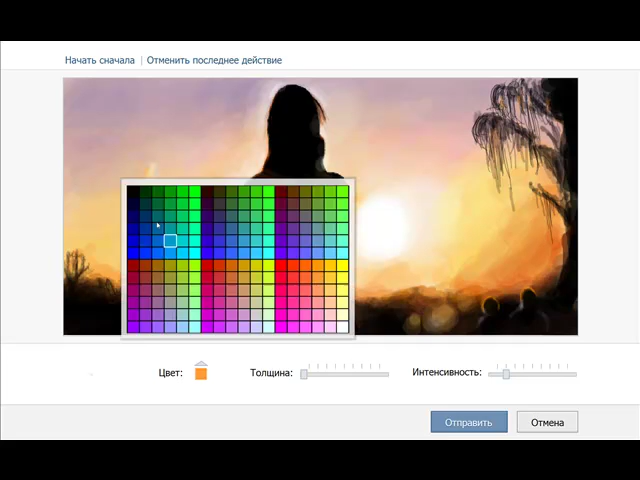 Начать сначала | Отменить последнее действие
Цвет: Толщина: Интенсивность:
Отправить Отмена